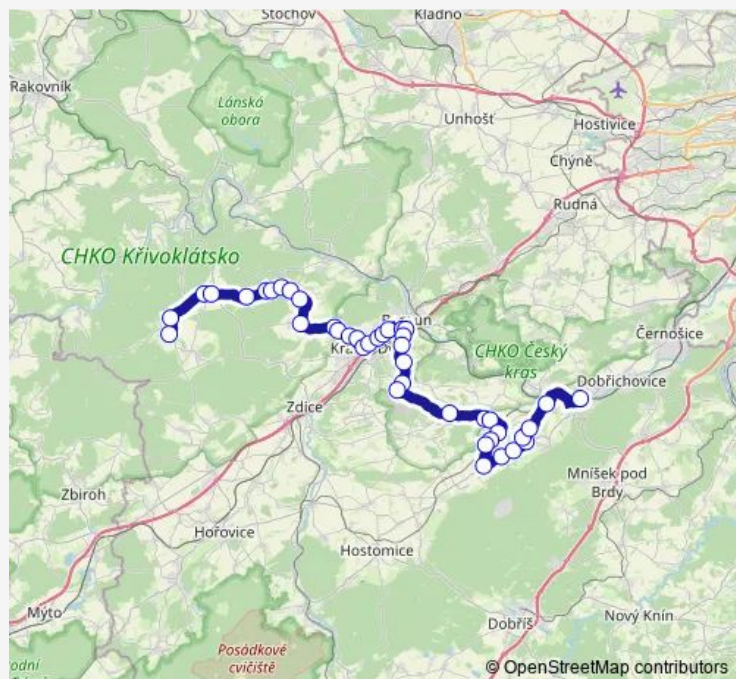 Stochov
Kladno
Rakovník
Lánská
obora
Unhošť
Hostivice
Chýně
Rudná
CHKO Křivoklátsko
Černošice
CHKO Český
kras
Dobřichovice
Zdice
Mníšek pod
Brdy
Zbiroh
Hořovice
Hostomice
Mýto
Dobříš
Nový Knín
Posádkové
cvičiště
© OpenStreetMap contributors